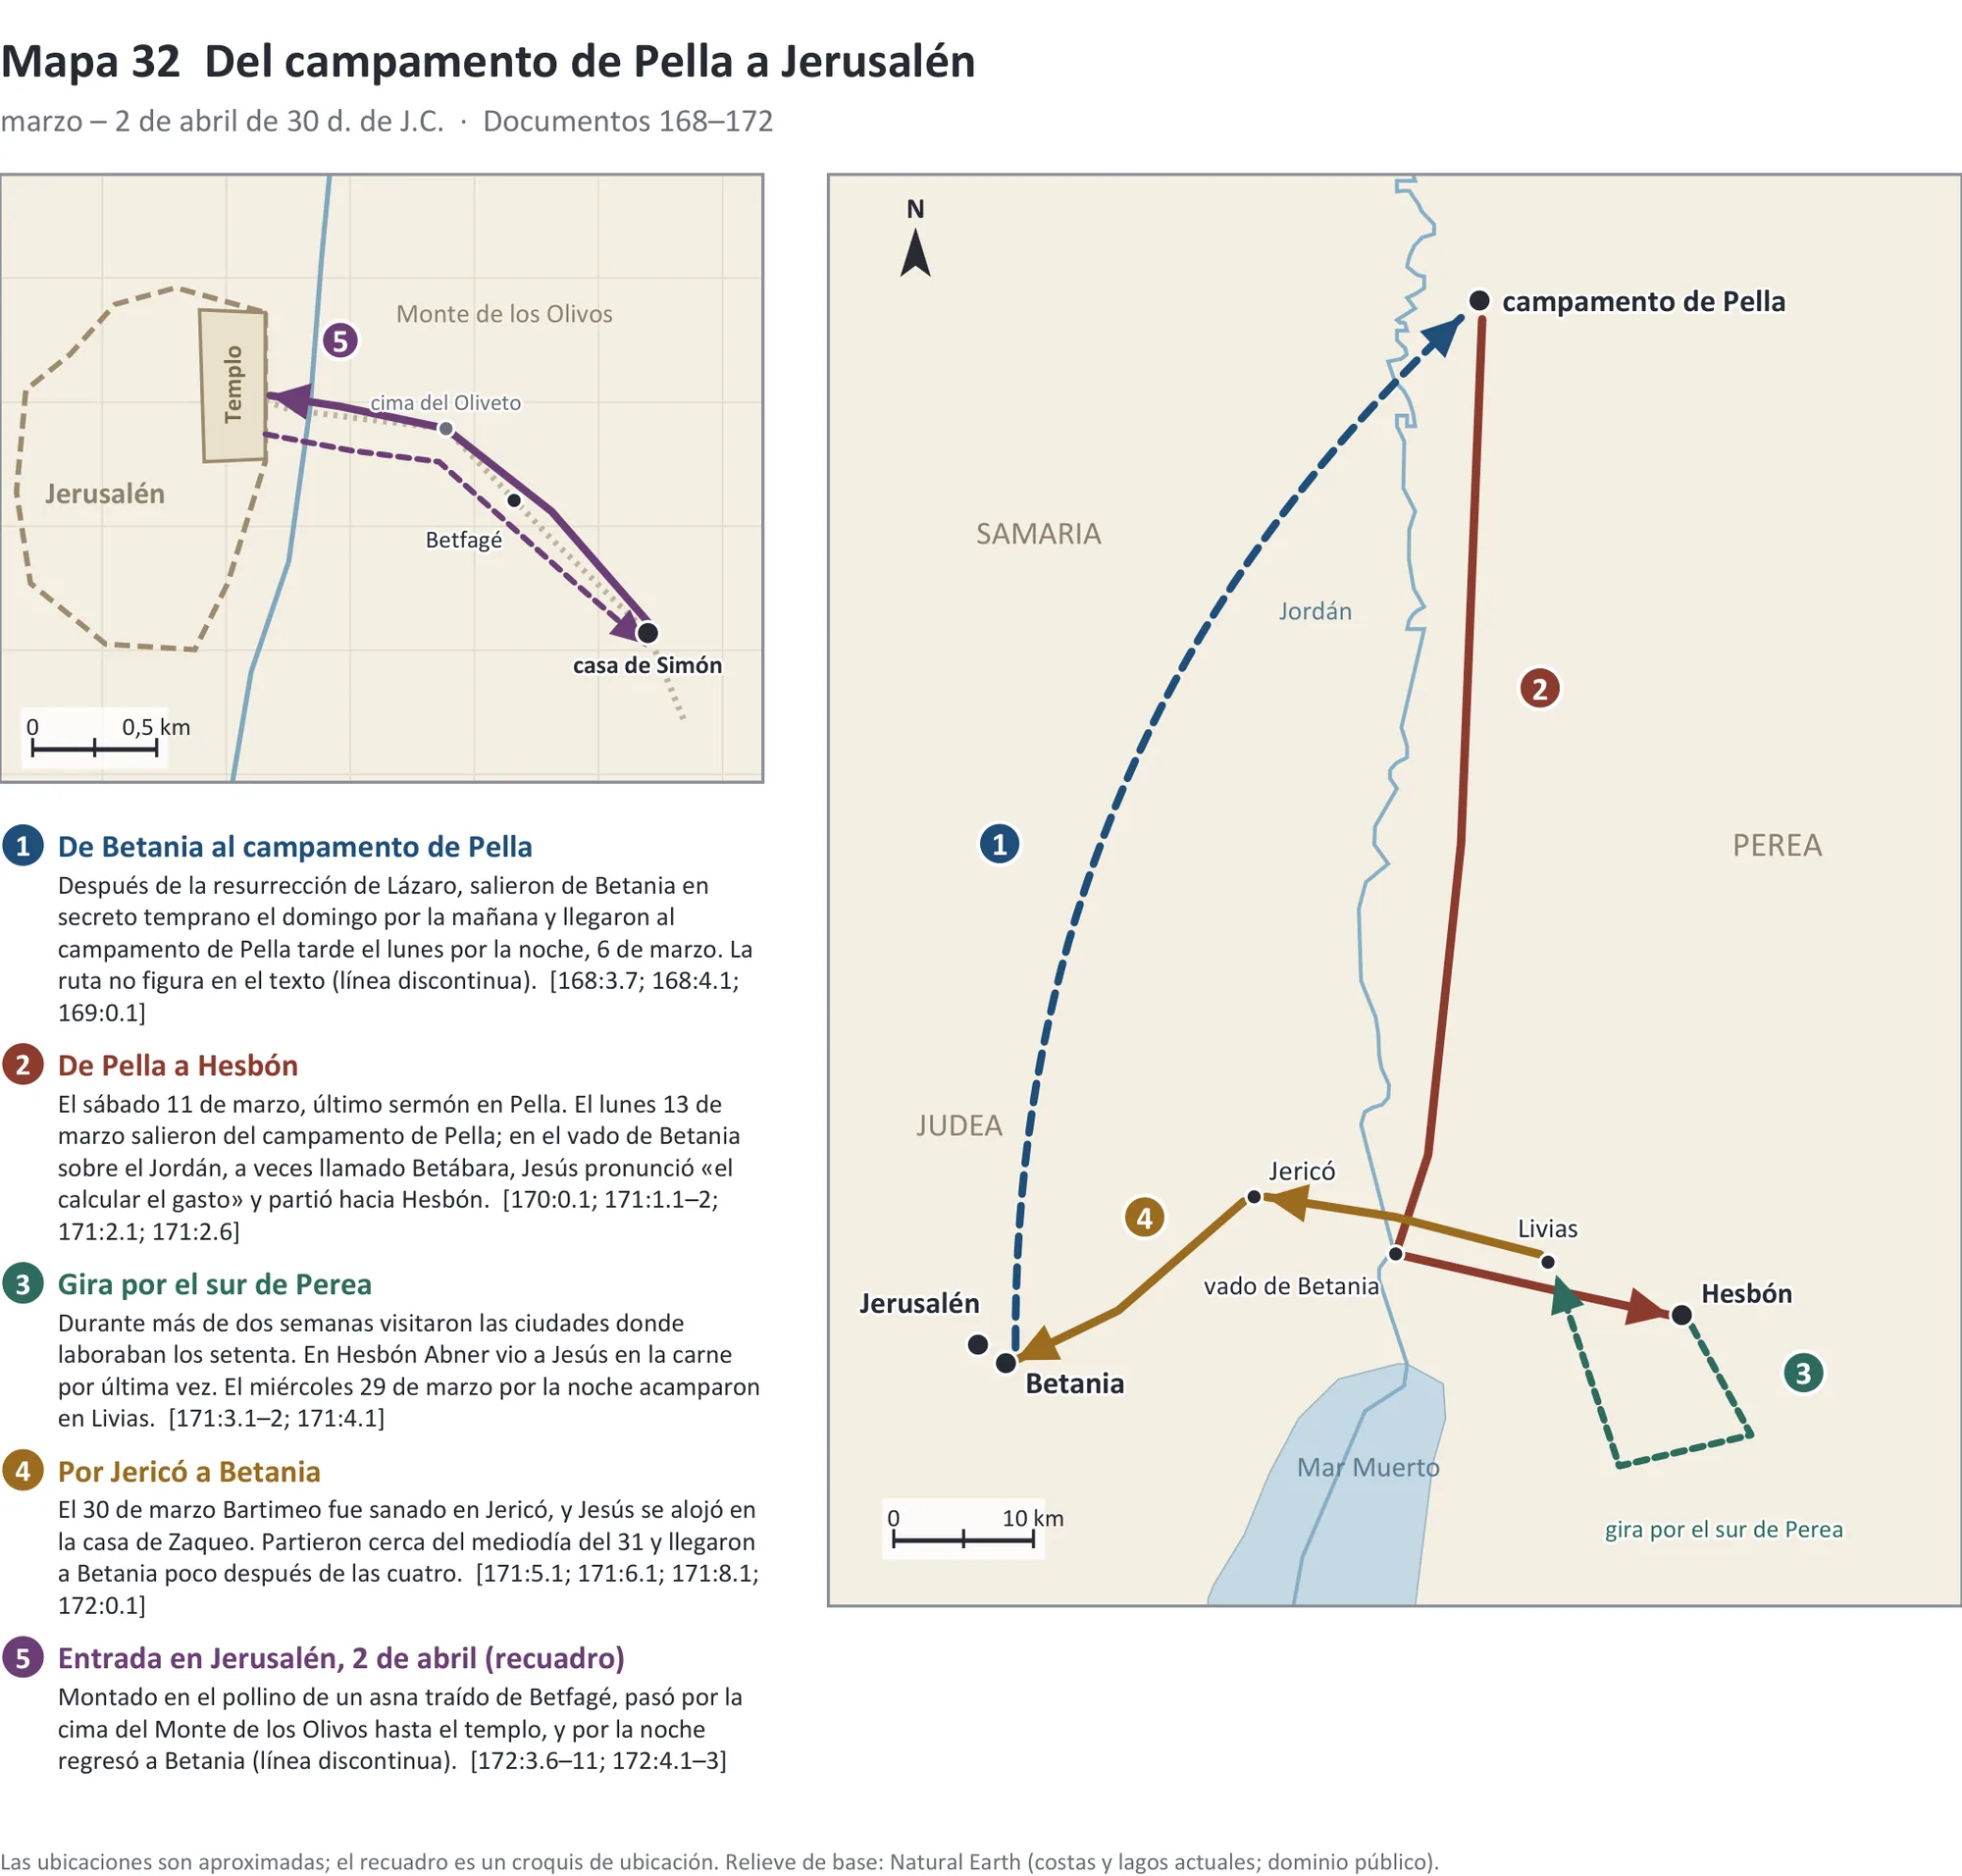 Mapa 32  Del campamento de Pella a Jerusalén
marzo – 2 de abril de 30 d. de J.C.  ·  Documentos 168–172
Monte de los Olivos
5
cima del Oliveto
Templo
Jerusalén
Betfagé
casa de Simón
0  0,5 km
1 De Betania al campamento de Pella
Después de la resurrección de Lázaro, salieron de Betania en
secreto temprano el domingo por la mañana y llegaron al
campamento de Pella tarde el lunes por la noche, 6 de marzo. La
ruta no figura en el texto (línea discontinua).  [168:3.7; 168:4.1;
169:0.1]
2 De Pella a Hesbón
El sábado 11 de marzo, último sermón en Pella. El lunes 13 de
marzo salieron del campamento de Pella; en el vado de Betania
sobre el Jordán, a veces llamado Betábara, Jesús pronunció «el
calcular el gasto» y partió hacia Hesbón.  [170:0.1; 171:1.1–2;
171:2.1; 171:2.6]
3 Gira por el sur de Perea
Durante más de dos semanas visitaron las ciudades donde
laboraban los setenta. En Hesbón Abner vio a Jesús en la carne
por última vez. El miércoles 29 de marzo por la noche acamparon
en Livias.  [171:3.1–2; 171:4.1]
4 Por Jericó a Betania
El 30 de marzo Bartimeo fue sanado en Jericó, y Jesús se alojó en
la casa de Zaqueo. Partieron cerca del mediodía del 31 y llegaron
a Betania poco después de las cuatro.  [171:5.1; 171:6.1; 171:8.1;
172:0.1]
5 Entrada en Jerusalén, 2 de abril (recuadro)
Montado en el pollino de un asna traído de Betfagé, pasó por la
cima del Monte de los Olivos hasta el templo, y por la noche
regresó a Betania (línea discontinua).  [172:3.6–11; 172:4.1–3]
N
campamento de Pella
SAMARIA
Jordán
2
1
PEREA
JUDEA
Jericó
4
Livias
vado de Betania
Hesbón
Jerusalén
3
Betania
Mar Muerto
0  10 km
gira por el sur de Perea
Las ubicaciones son aproximadas; el recuadro es un croquis de ubicación. Relieve de base: Natural Earth (costas y lagos actuales; dominio público).